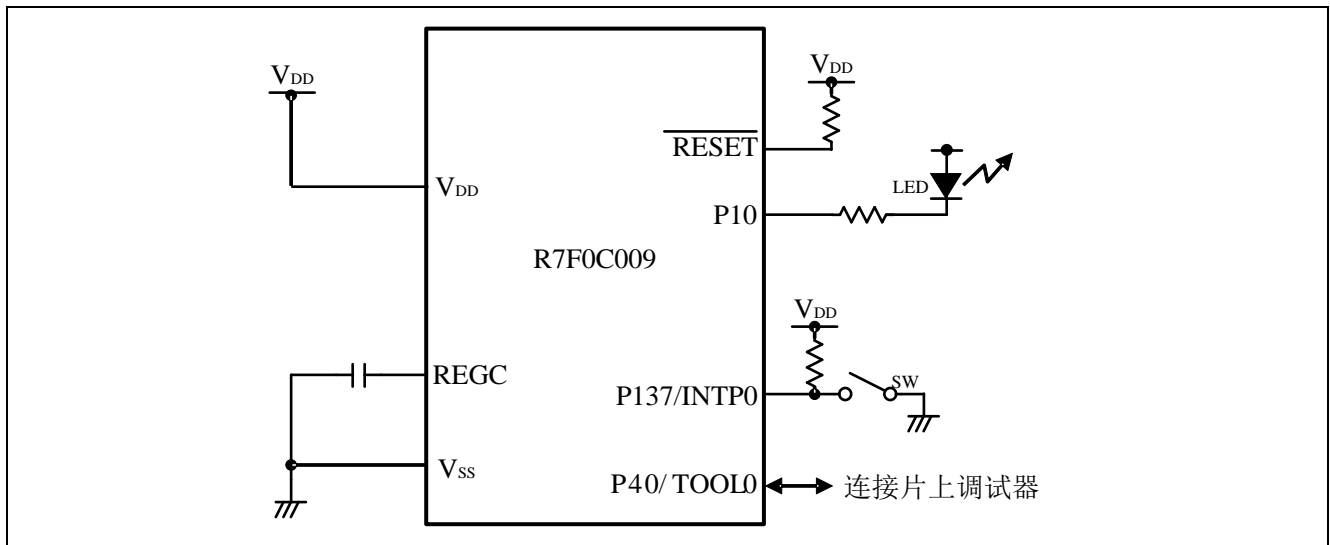 VDD
VDD
RESET
LED
VDD
P10
R7F0C009
VDD
REGC
SW
P137/INTP0
VSS
P40/ TOOL0
连接片上调试器